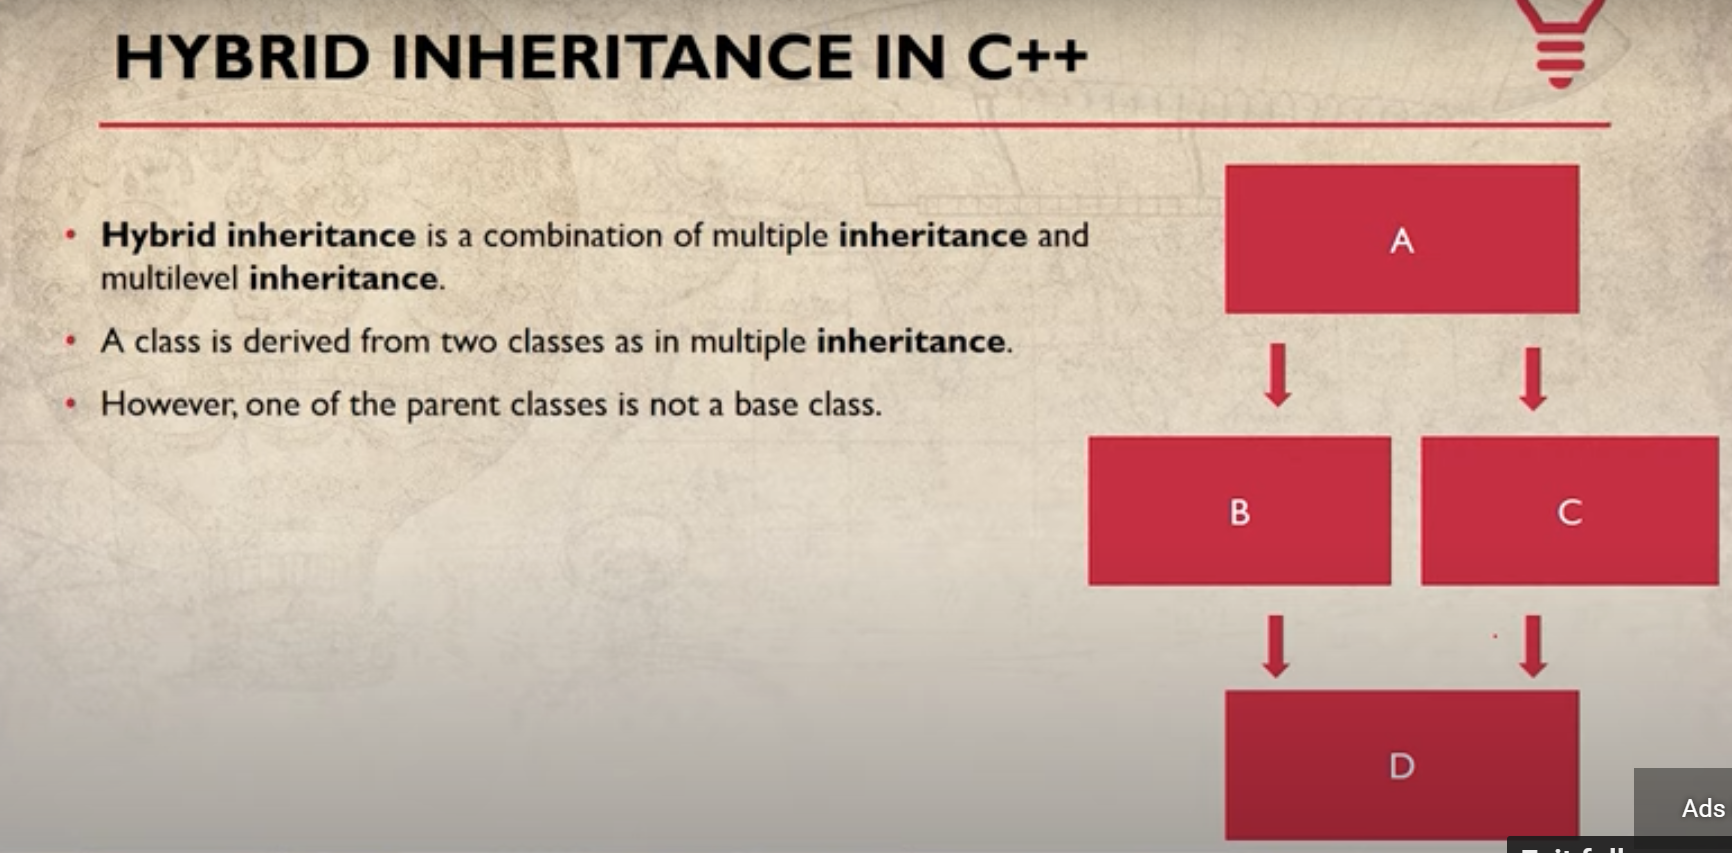 HYBRID INHERITANCE IN C++
• Hybrid inheritance is a combination of multiple inheritance and
multilevel inheritance.
• A class is derived from two classes as in multiple inheritance.
• However, one of the parent classes is not a base class.
A
B
C
D
Ads